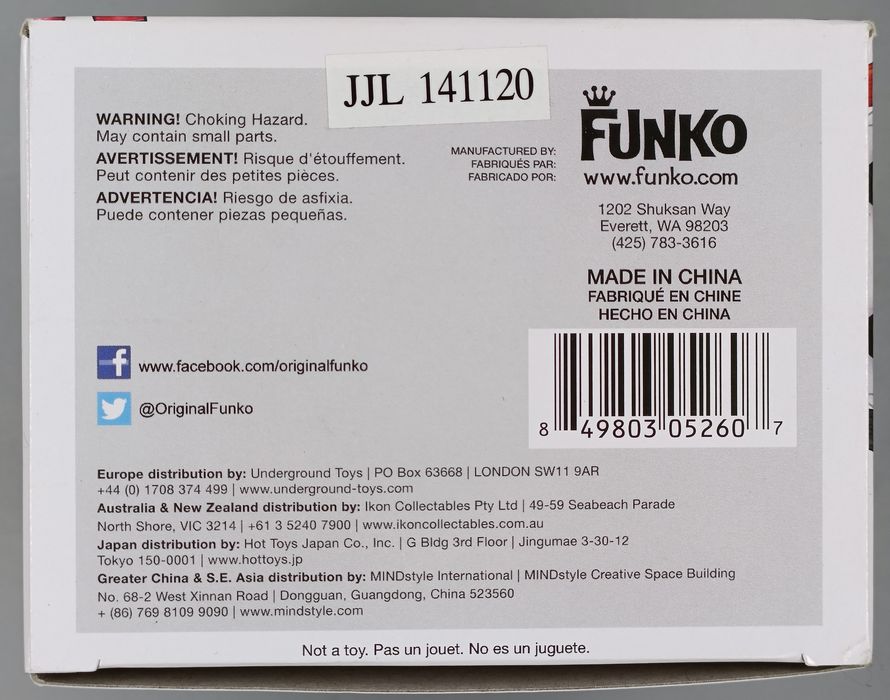 JJL 141120
WARNING! Choking Hazard.
May contain small parts.
AVERTISSEMENT! Risque d'étouffement.
Peut contenir des petites pièces.
ADVERTENCIA! Riesgo de asfixia.
Puede contener piezas pequeñas.
MANUFACTURED BY:
FABRIQUÉS PAR:
FABRICADO POR:
FUNKO
www.funko.com
1202 Shuksan Way
Everett, WA 98203
(425) 783-3616
MADE IN CHINA
FABRIQUÉ EN CHINE
HECHO EN CHINA
8 49803 05260 7
f www.facebook.com/originalfunko
@OriginalFunko
Europe distribution by: Underground Toys | PO Box 63668 | LONDON SW11 9AR
+44 (0) 1708 374 499 | www.underground-toys.com
Australia & New Zealand distribution by: Ikon Collectables Pty Ltd | 49-59 Seabeach Parade
North Shore, VIC 3214 | +61 3 5240 7900 | www.ikoncollectables.com.au
Japan distribution by: Hot Toys Japan Co., Inc. | G Bldg 3rd Floor | Jingumae 3-30-12
Tokyo 150-0001 | www.hottoys.jp
Greater China & S.E. Asia distribution by: MINDstyle International | MINDstyle Creative Space Building
No. 68-2 West Xinnan Road | Dongguan, Guangdong, China 523560
+ (86) 769 8109 9090 | www.mindstyle.com
Not a toy. Pas un jouet. No es un juguete.